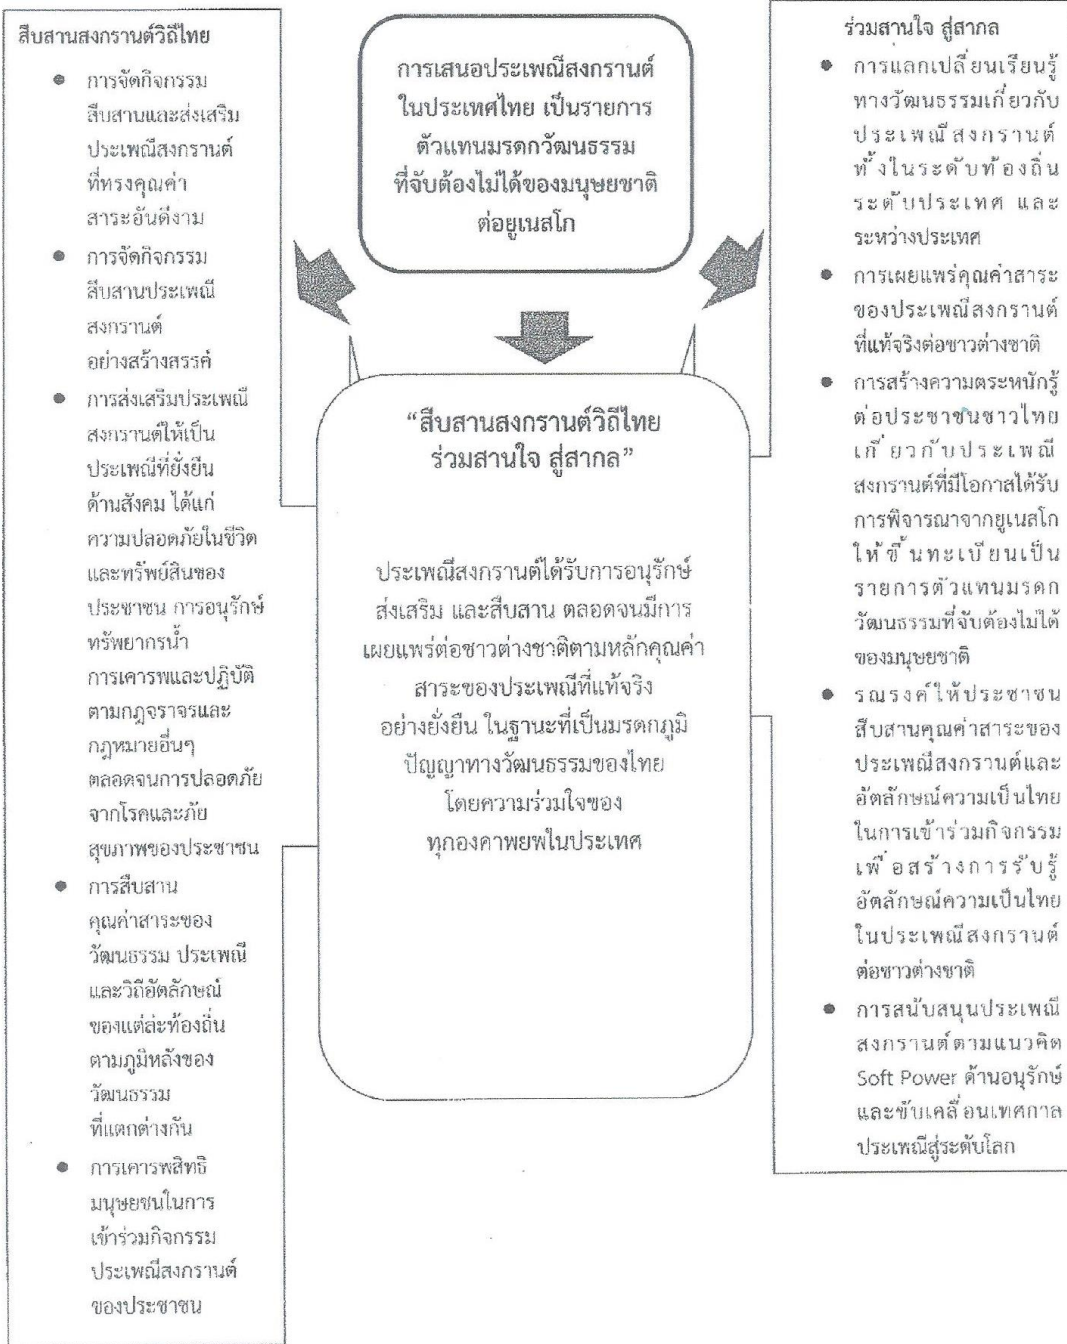 สืบสานสงกรานต์วิถีไทย
การจัดกิจกรรม
สืบสานและส่งเสริม
ประเพณีสงกรานต์
ที่ทรงคุณค่า
สาระอันดีงาม
การจัดกิจกรรม
สืบสานประเพณี
สงกรานต์
อย่างสร้างสรรค์
การส่งเสริมประเพณี
สงกรานต์ให้เป็น
ประเพณีที่ยั่งยืน
ด้านสังคม ได้แก่
ความปลอดภัยในชีวิต
และทรัพย์สินของ
ประชาชน การอนุรักษ์
ทรัพยากรน้ำ
การเคารพและปฏิบัติ
ตามกฎจราจรและ
กฎหมายอื่นๆ
ตลอดจนการปลอดภัย
จากโรคและภัย
สุขภาพของประชาชน
การสืบสาน
คุณค่าสาระของ
วัฒนธรรม ประเพณี
และวิถีอัตลักษณ์
ของแต่ละท้องถิ่น
ตามภูมิหลังของ
วัฒนธรรม
ที่แตกต่างกัน
การเคารพสิทธิ
มนุษยชนในการ
เข้าร่วมกิจกรรม
ประเพณีสงกรานต์
ของประชาชน
การเสนอประเพณีสงกรานต์
ในประเทศไทย เป็นรายการ
ตัวแทนมรดกวัฒนธรรม
ที่จับต้องไม่ได้ของมนุษยชาติ
ต่อยูเนสโก
“สืบสานสงกรานต์วิถีไทย
ร่วมสานใจ สู่สากล”
ประเพณีสงกรานต์ได้รับการอนุรักษ์
ส่งเสริม และสืบสาน ตลอดจนมีการ
เผยแพร่ต่อชาวต่างชาติตามหลักคุณค่า
สาระของประเพณีที่แท้จริง
อย่างยั่งยืน ในฐานะที่เป็นมรดกภูมิ
ปัญญาทางวัฒนธรรมของไทย
โดยความร่วมใจของ
ทุกองคาพยพในประเทศ
ร่วมสานใจ สู่สากล
การแลกเปลี่ยนเรียนรู้
ทางวัฒนธรรมเกี่ยวกับ
ประเพณีสงกรานต์
ทั้งในระดับท้องถิ่น
ระดับประเทศ และ
ระหว่างประเทศ
การเผยแพร่คุณค่าสาระ
ของประเพณีสงกรานต์
ที่แท้จริงต่อชาวต่างชาติ
การสร้างความตระหนักรู้
ต่อประชาชนชาวไทย
เกี่ยวกับประเพณี
สงกรานต์ที่มีโอกาสได้รับ
การพิจารณาจากยูเนสโก
ให้ขึ้นทะเบียนเป็น
รายการตัวแทนมรดก
วัฒนธรรมที่จับต้องไม่ได้
ของมนุษยชาติ
รณรงค์ให้ประชาชน
สืบสานคุณค่าสาระของ
ประเพณีสงกรานต์และ
อัตลักษณ์ความเป็นไทย
ในการเข้าร่วมกิจกรรม
เพื่อสร้างการรับรู้
อัตลักษณ์ความเป็นไทย
ในประเพณีสงกรานต์
ต่อชาวต่างชาติ
การสนับสนุนประเพณี
สงกรานต์ตามแนวคิด
Soft Power ด้านอนุรักษ์
และขับเคลื่อนเทศกาล
ประเพณีสู่ระดับโลก